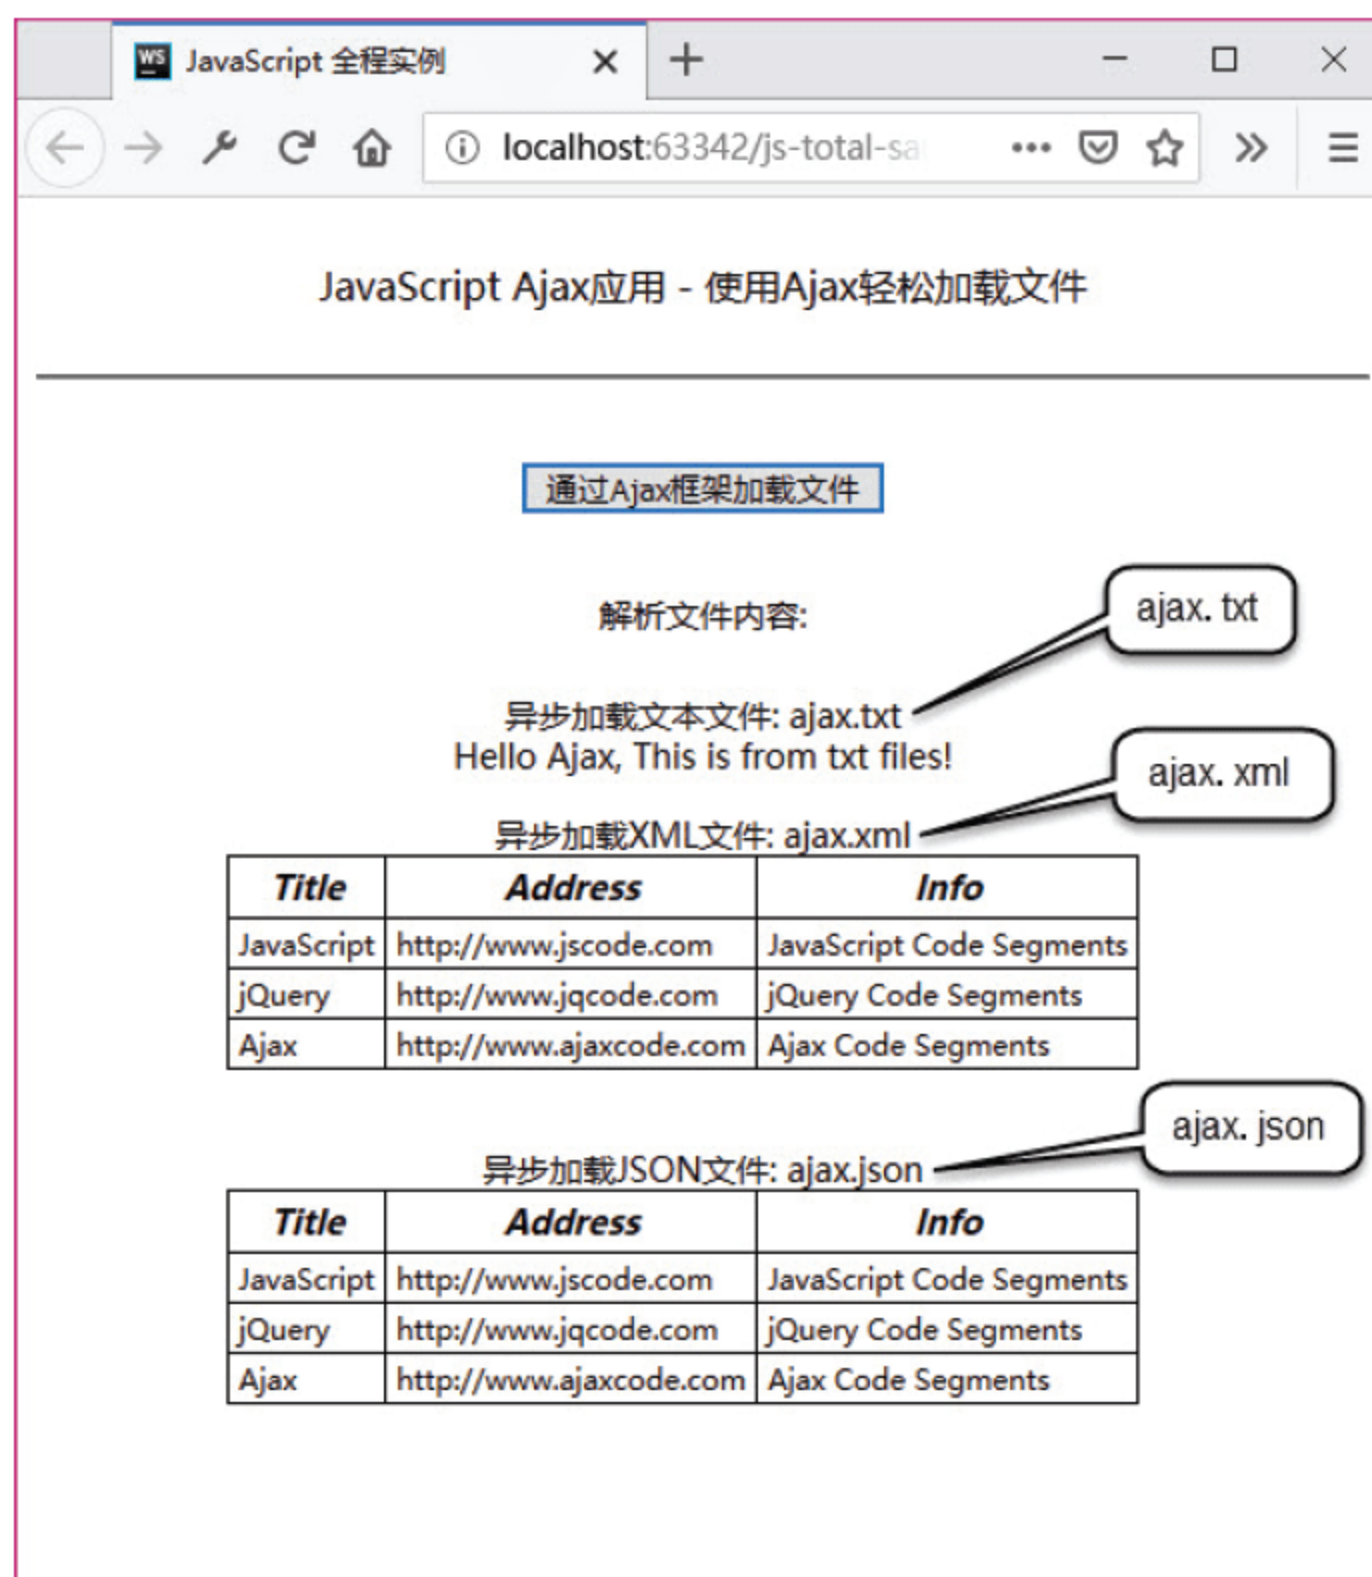 JavaScript 全程实例
localhost:63342/js-total-sa
JavaScript Ajax应用 - 使用Ajax轻松加载文件
通过Ajax框架加载文件
解析文件内容:
ajax. txt
异步加载文本文件: ajax.txt
Hello Ajax, This is from txt files!
ajax. xml
异步加载XML文件: ajax.xml
Title Address Info
JavaScript http://www.jscode.com JavaScript Code Segments
jQuery http://www.jqcode.com jQuery Code Segments
Ajax http://www.ajaxcode.com Ajax Code Segments
ajax. json
异步加载JSON文件: ajax.json
Title Address Info
JavaScript http://www.jscode.com JavaScript Code Segments
jQuery http://www.jqcode.com jQuery Code Segments
Ajax http://www.ajaxcode.com Ajax Code Segments